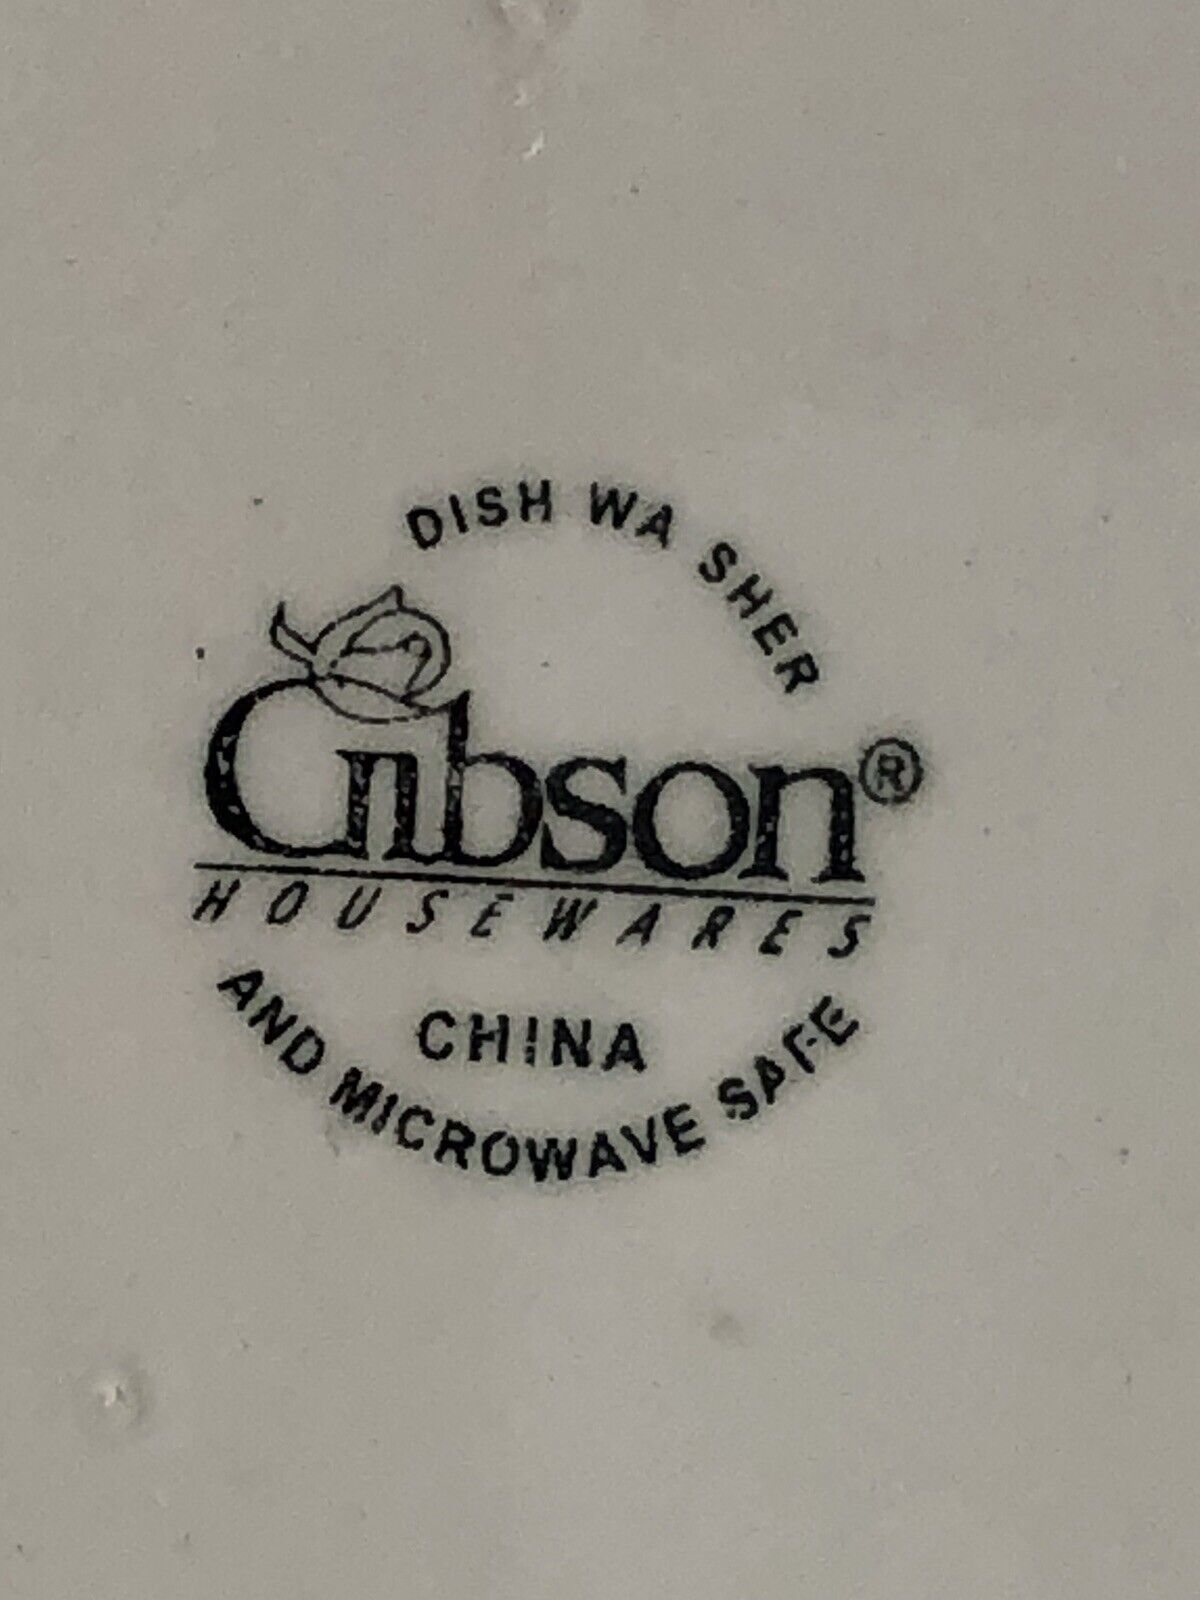 DISH WA SHER
Gibson®
HOUSEWARES
CHINA
AND MICROWAVE SAFE